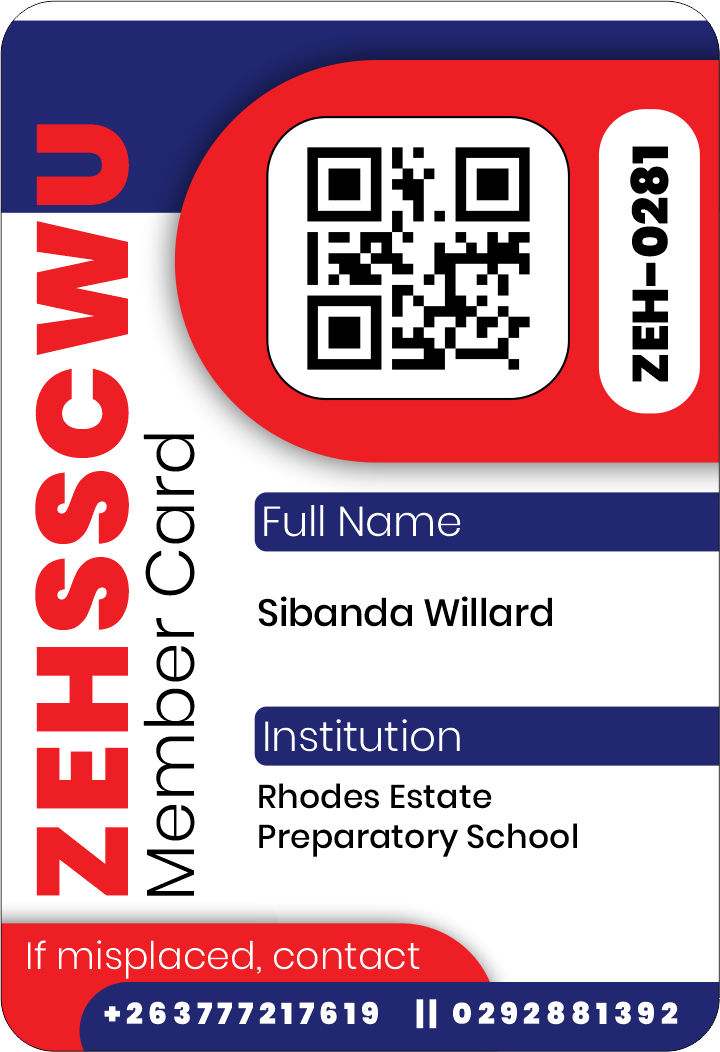 ZEHSSCWU
Member Card
ZEH-0281
Full Name
Sibanda Willard
Institution
Rhodes Estate
Preparatory School
If misplaced, contact
+263777217619 || 0292881392